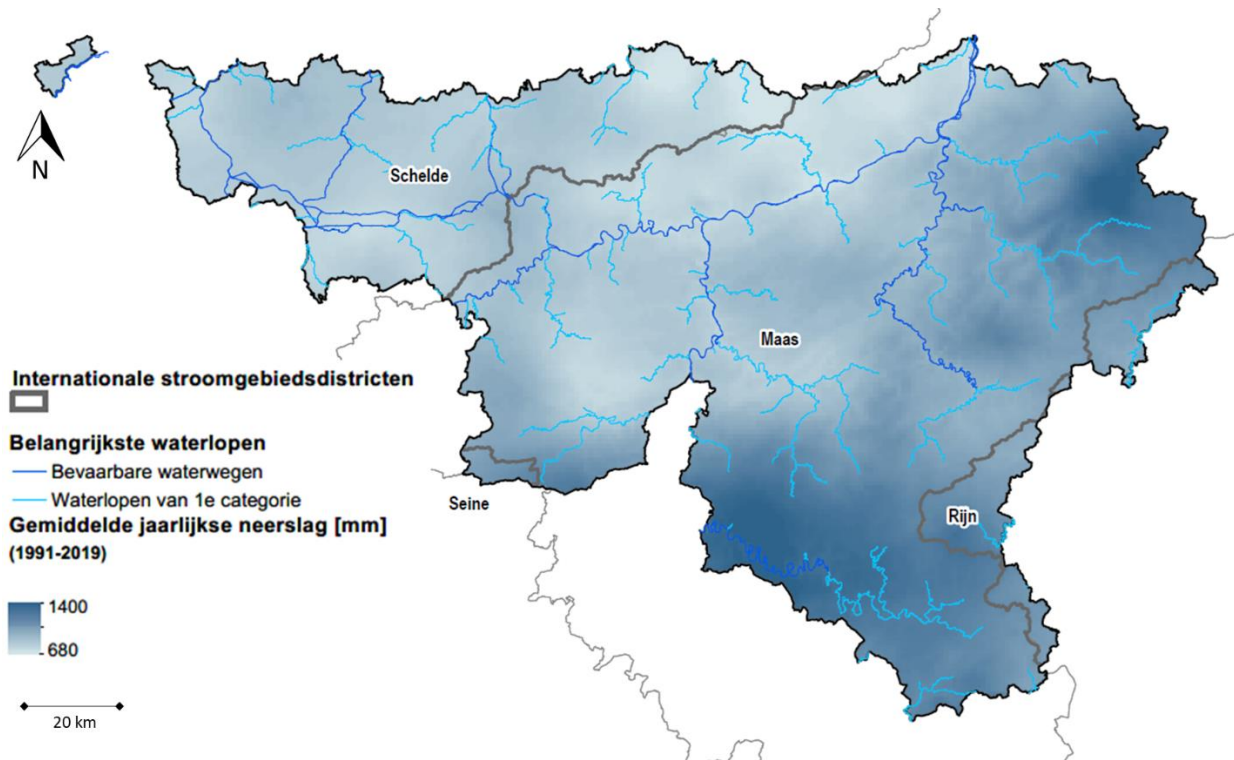 N
Schelde
Maas
Internationale stroomgebiedsdistricten
Belangrijkste waterlopen
Bevaarbare waterwegen
Waterlopen van 1e categorie
Seine
Rijn
Gemiddelde jaarlijkse neerslag [mm]
(1991-2019)
1400
680
20 km